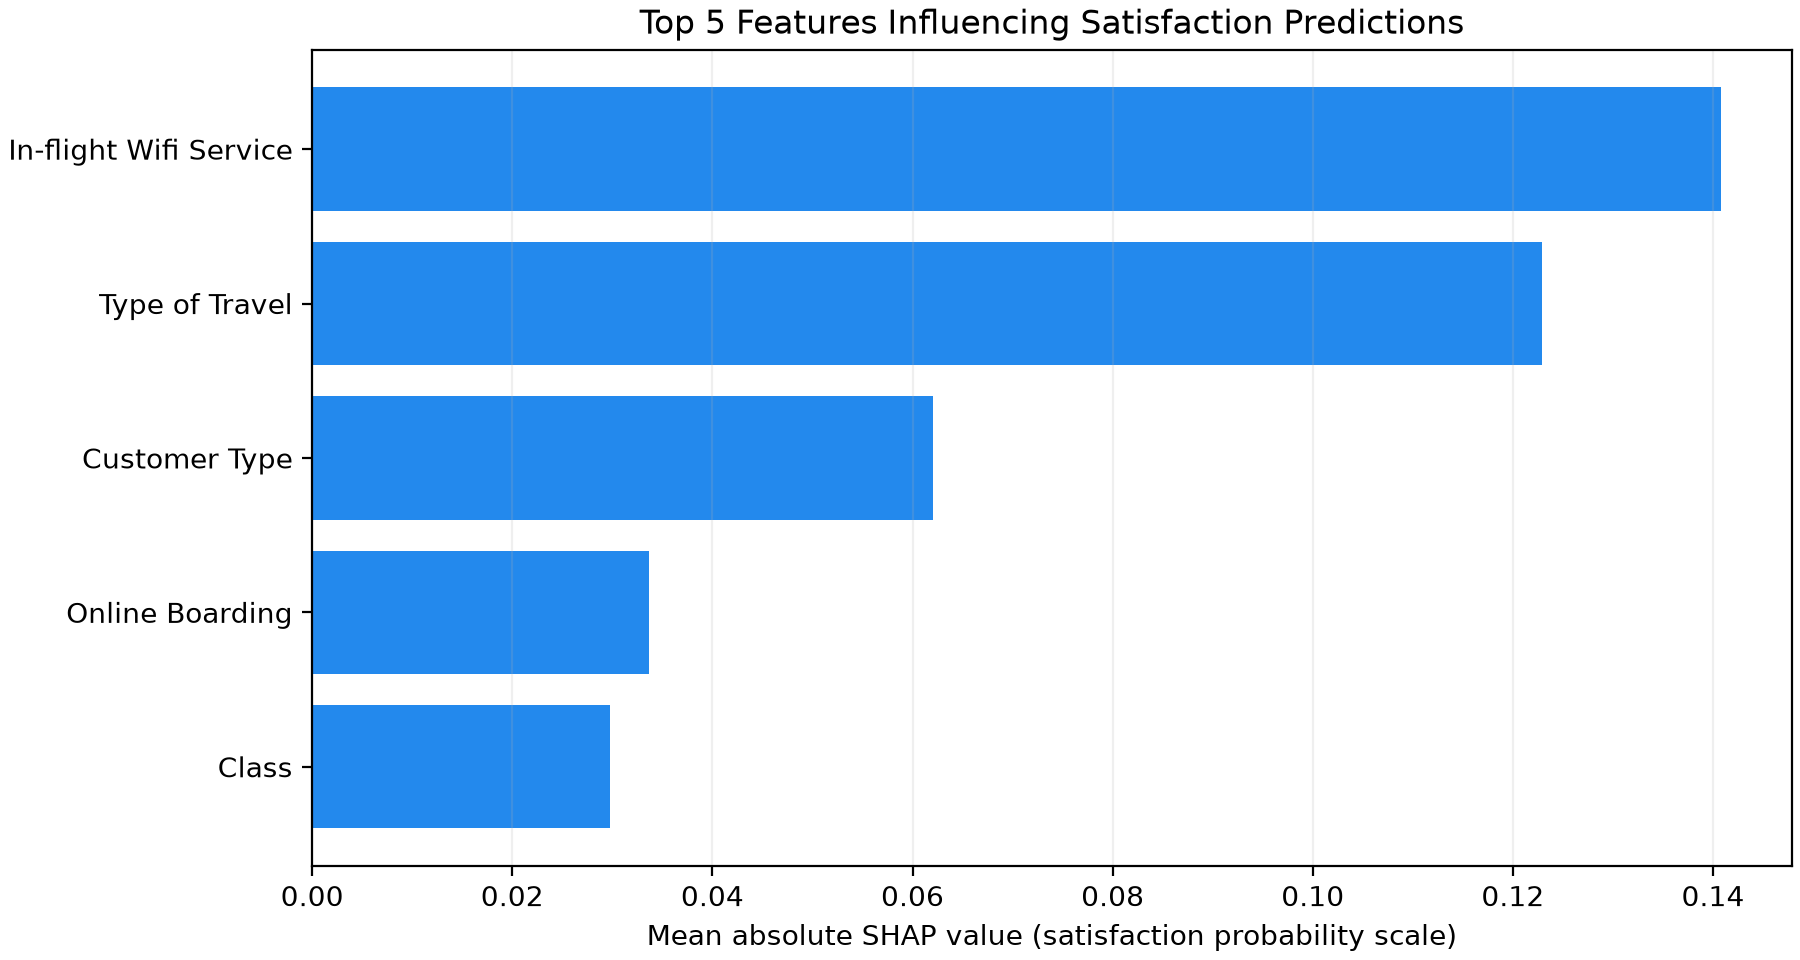 Top 5 Features Influencing Satisfaction Predictions
In-flight Wifi Service
Type of Travel
Customer Type
Online Boarding
Class
0.00 0.02 0.04 0.06 0.08 0.10 0.12 0.14
Mean absolute SHAP value (satisfaction probability scale)